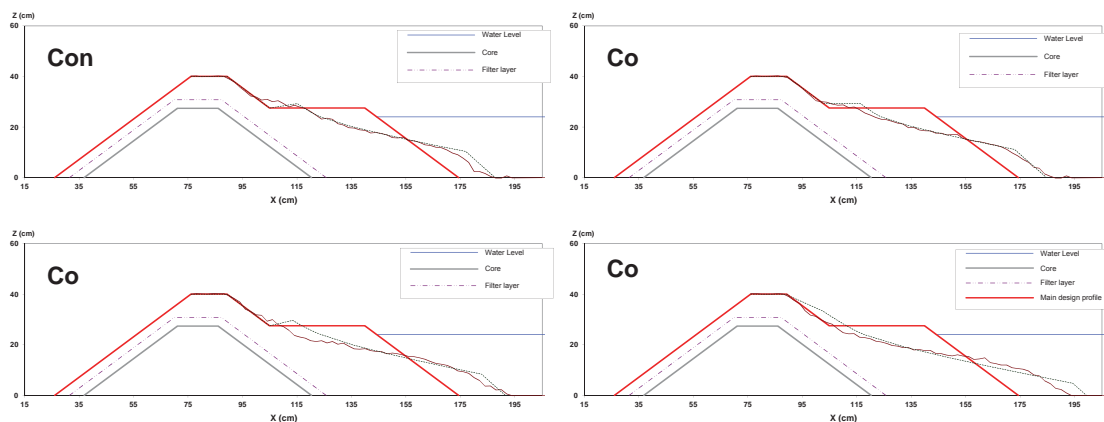 Z (cm)
60
40
20
0
15 35 55 75 95 115 135 155 175 195
X (cm)
Con
Water Level
Core
Filter layer
Z (cm)
60
40
20
0
15 35 55 75 95 115 135 155 175 195
X (cm)
Co
Water Level
Core
Filter layer
Z (cm)
60
40
20
0
15 35 55 75 95 115 135 155 175 195
X (cm)
Co
Water Level
Core
Filter layer
Z (cm)
60
40
20
0
15 35 55 75 95 115 135 155 175 195
X (cm)
Co
Water Level
Core
Filter layer
Main design profile